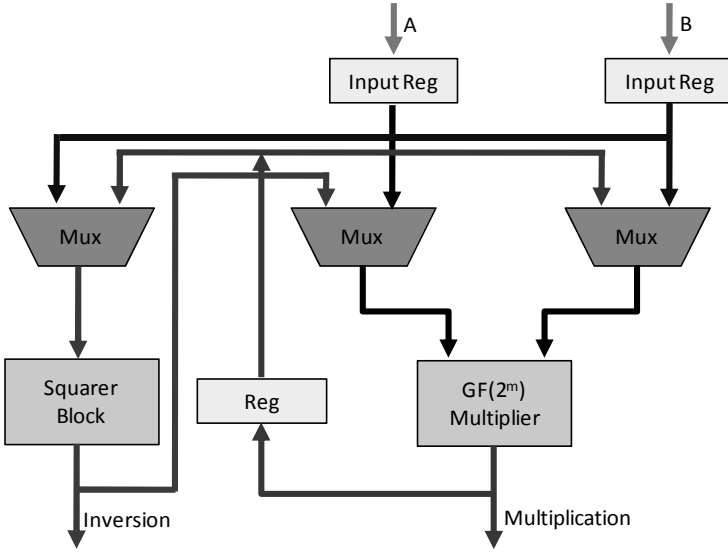 A
B
Input Reg
Input Reg
Mux
Mux
Mux
Squarer
Block
Reg
GF(2ᵐ)
Multiplier
Inversion
Multiplication